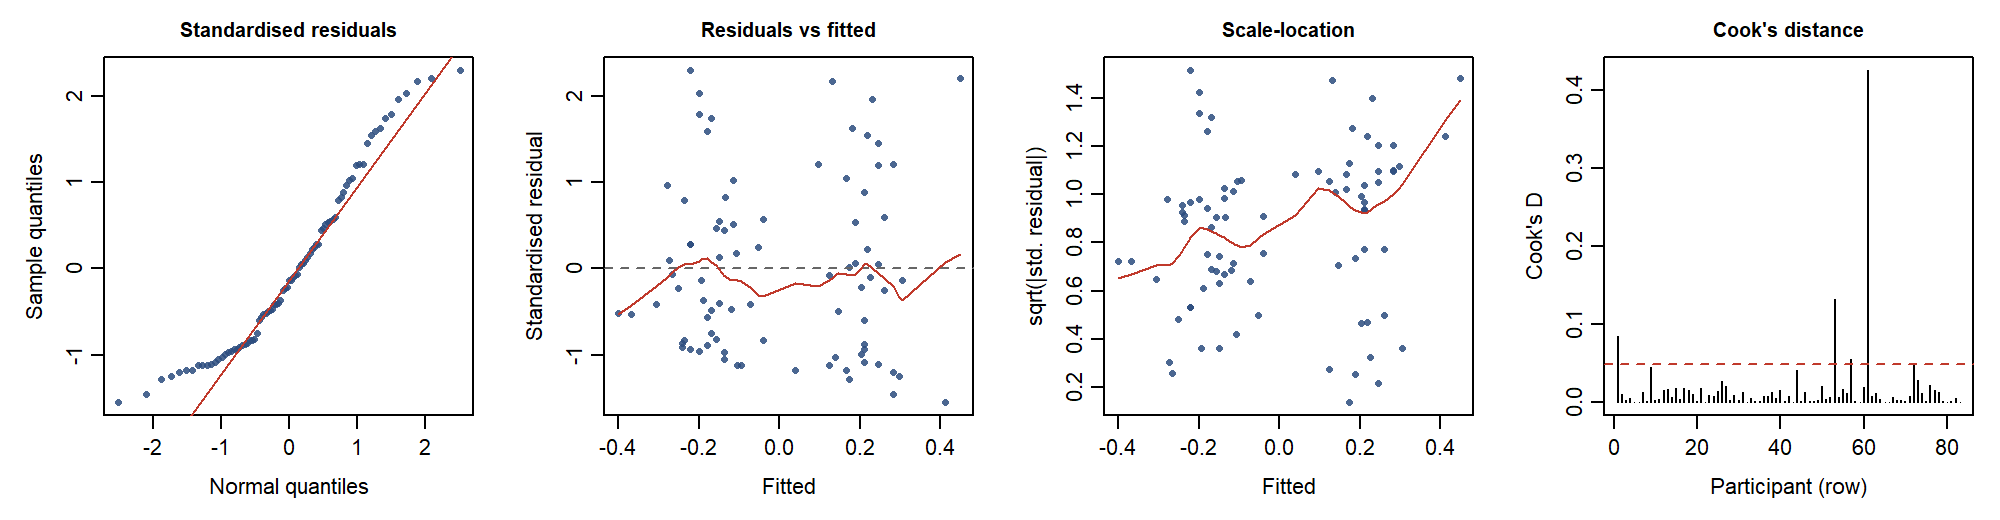 Standardised residuals
2
1
0
-1
Sample quantiles
-2 -1 0 1 2
Normal quantiles
Residuals vs fitted
2
1
0
-1
Standardised residual
-0.4 -0.2 0.0 0.2 0.4
Fitted
Scale-location
1.4
1.2
1.0
0.8
0.6
0.4
0.2
sqrt(|std. residual|)
-0.4 -0.2 0.0 0.2 0.4
Fitted
Cook's distance
0.4
0.3
0.2
0.1
0.0
Cook's D
0 20 40 60 80
Participant (row)